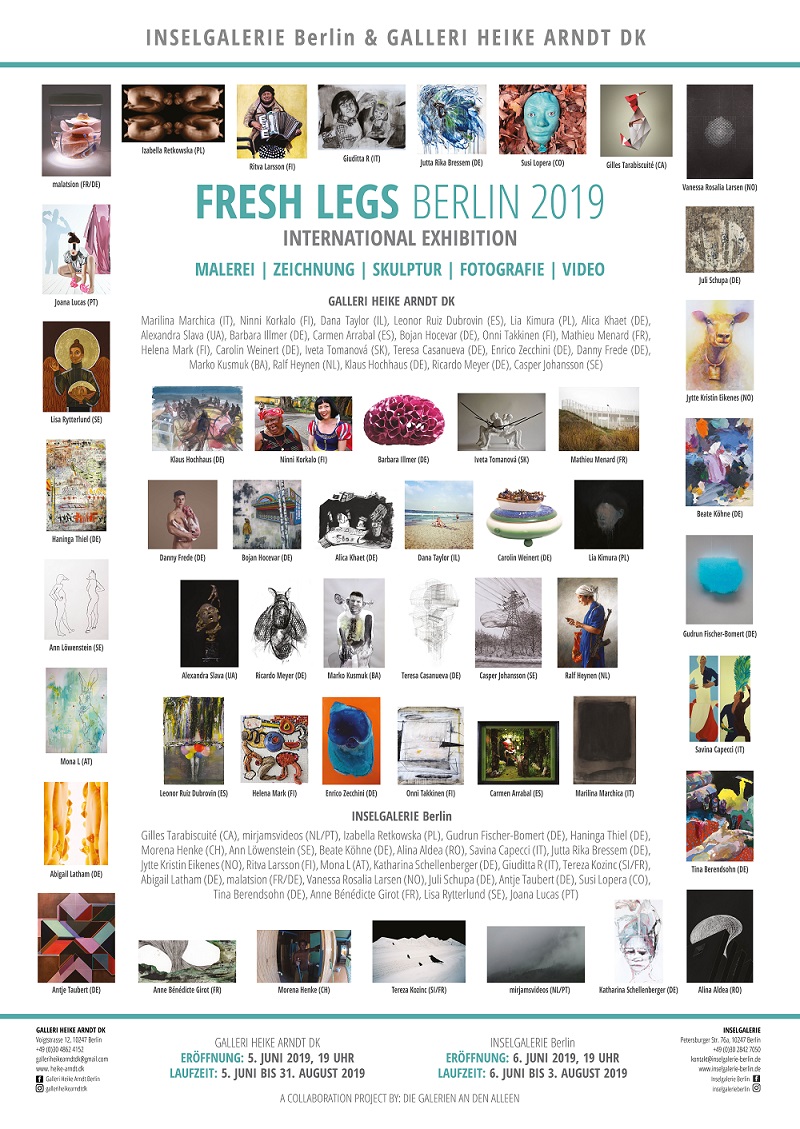 INSELGALERIE Berlin & GALLERI HEIKE ARNDT DK
malatsion (FR/DE)
Izabella Retkowska (PL)
Ritva Larsson (FI)
Giuditta R (IT)
Jutta Rika Bressem (DE)
Susi Lopera (CO)
Gilles Tarabiscuité (CA)
Vanessa Rosalia Larsen (NO)
FRESH LEGS BERLIN 2019
INTERNATIONAL EXHIBITION
MALEREI | ZEICHNUNG | SKULPTUR | FOTOGRAFIE | VIDEO
Joana Lucas (PT)
Juli Schupa (DE)
GALLERI HEIKE ARNDT DK
Marilina Marchica (IT), Ninni Korkalo (FI), Dana Taylor (IL), Leonor Ruiz Dubrovin (ES), Lia Kimura (PL), Alica Khaet (DE),
Alexandra Slava (UA), Barbara Illmer (DE), Carmen Arrabal (ES), Bojan Hocevar (DE), Onni Takkinen (FI), Mathieu Menard (FR),
Helena Mark (FI), Carolin Weinert (DE), Iveta Tomanová (SK), Teresa Casanueva (DE), Enrico Zecchini (DE), Danny Frede (DE),
Marko Kusmuk (BA), Ralf Heynen (NL), Klaus Hochhaus (DE), Ricardo Meyer (DE), Casper Johansson (SE)
Lisa Rytterlund (SE)
Jytte Kristin Eikenes (NO)
Klaus Hochhaus (DE)
Ninni Korkalo (FI)
Barbara Illmer (DE)
Iveta Tomanová (SK)
Mathieu Menard (FR)
Haninga Thiel (DE)
Beate Köhne (DE)
Danny Frede (DE)
Bojan Hocevar (DE)
Alica Khaet (DE)
Dana Taylor (IL)
Carolin Weinert (DE)
Lia Kimura (PL)
Ann Löwenstein (SE)
Gudrun Fischer-Bomert (DE)
Alexandra Slava (UA)
Ricardo Meyer (DE)
Marko Kusmuk (BA)
Teresa Casanueva (DE)
Casper Johansson (SE)
Ralf Heynen (NL)
Mona L (AT)
Savina Capecci (IT)
Leonor Ruiz Dubrovin (ES)
Helena Mark (FI)
Enrico Zecchini (DE)
Onni Takkinen (FI)
Carmen Arrabal (ES)
Marilina Marchica (IT)
Abigail Latham (DE)
Tina Berendsohn (DE)
INSELGALERIE Berlin
Gilles Tarabiscuité (CA), mirjamsvideos (NL/PT), Izabella Retkowska (PL), Gudrun Fischer-Bomert (DE), Haninga Thiel (DE),
Morena Henke (CH), Ann Löwenstein (SE), Beate Köhne (DE), Alina Aldea (RO), Savina Capecci (IT), Jutta Rika Bressem (DE),
Jytte Kristin Eikenes (NO), Ritva Larsson (FI), Mona L (AT), Katharina Schellenberger (DE), Giuditta R (IT), Tereza Kozinc (SI/FR),
Abigail Latham (DE), malatsion (FR/DE), Vanessa Rosalia Larsen (NO), Juli Schupa (DE), Antje Taubert (DE), Susi Lopera (CO),
Tina Berendsohn (DE), Anne Bénédicte Girot (FR), Lisa Rytterlund (SE), Joana Lucas (PT)
Antje Taubert (DE)
Anne Bénédicte Girot (FR)
Morena Henke (CH)
Tereza Kozinc (SI/FR)
mirjamsvideos (NL/PT)
Katharina Schellenberger (DE)
Alina Aldea (RO)
GALLERI HEIKE ARNDT DK
Voigtstrasse 12, 10247 Berlin
+49 (0)30 4862 4152
galleriheikearndtdk@gmail.com
www. heike-arndt.dk
Galleri Heike Arndt Berlin
galleriheikearndtdk
GALLERI HEIKE ARNDT DK
ERÖFFNUNG: 5. JUNI 2019, 19 UHR
LAUFZEIT: 5. JUNI BIS 31. AUGUST 2019
INSELGALERIE Berlin
ERÖFFNUNG: 6. JUNI 2019, 19 UHR
LAUFZEIT: 6. JUNI BIS 3. AUGUST 2019
A COLLABORATION PROJECT BY: DIE GALERIEN AN DEN ALLEEN
INSELGALERIE
Petersburger Str. 76a, 10247 Berlin
+49 (0)30 2842 7050
kontakt@inselgalerie-berlin.de
www.inselgalerie-berlin.de
Inselgalerie Berlin
inselgalerieberlin